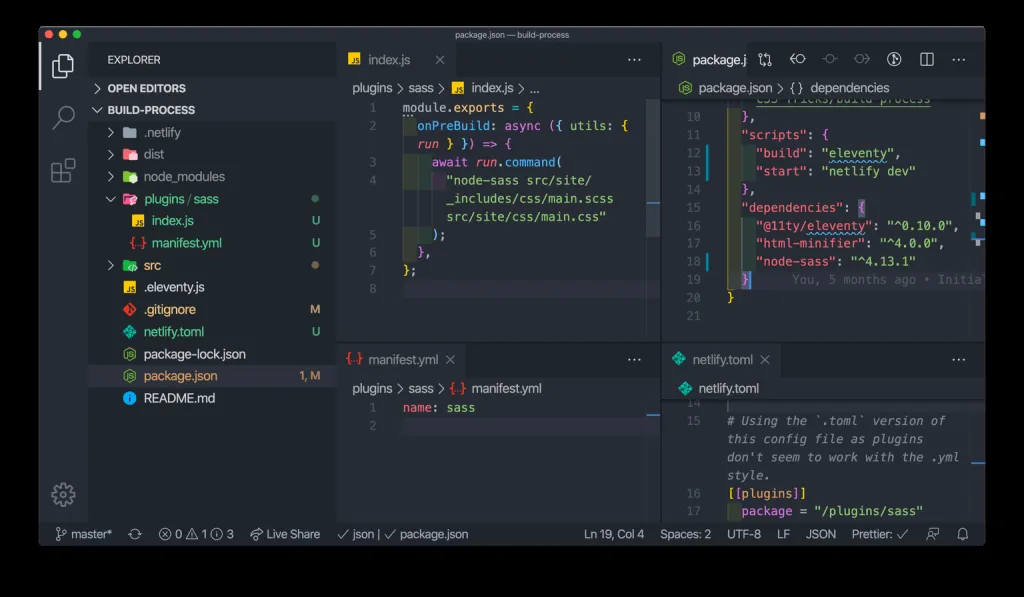 package.json — build-process
EXPLORER
OPEN EDITORS
BUILD-PROCESS
.netlify
dist
node_modules
plugins / sass
index.js U
manifest.yml U
src
.eleventy.js
.gitignore M
netlify.toml U
package-lock.json
package.json 1, M
README.md
index.js
plugins > sass > index.js > ...
1 module.exports = {
2 onPreBuild: async ({ utils: {
run } }) => {
3 await run.command(
4 "node-sass src/site/
_includes/css/main.scss
src/site/css/main.css"
5 );
6 },
7 };
8
package.j
package.json > { } dependencies
CSS-Tricks/build-process
10 },
11 "scripts": {
12 "build": "eleventy",
13 "start": "netlify dev"
14 },
15 "dependencies": {
16 "@11ty/eleventy": "^0.10.0",
17 "html-minifier": "^4.0.0",
18 "node-sass": "^4.13.1"
19 } You, 5 months ago • Initia
20 }
21
manifest.yml
plugins > sass > manifest.yml
1 name: sass
2
netlify.toml
netlify.toml
14
15 # Using the `.toml` version of
this config file as plugins
don't seem to work with the .yml
style.
16 [[plugins]]
17 package = "/plugins/sass"
master* 0 1 3 Live Share json | package.json Ln 19, Col 4 Spaces: 2 UTF-8 LF JSON Prettier: